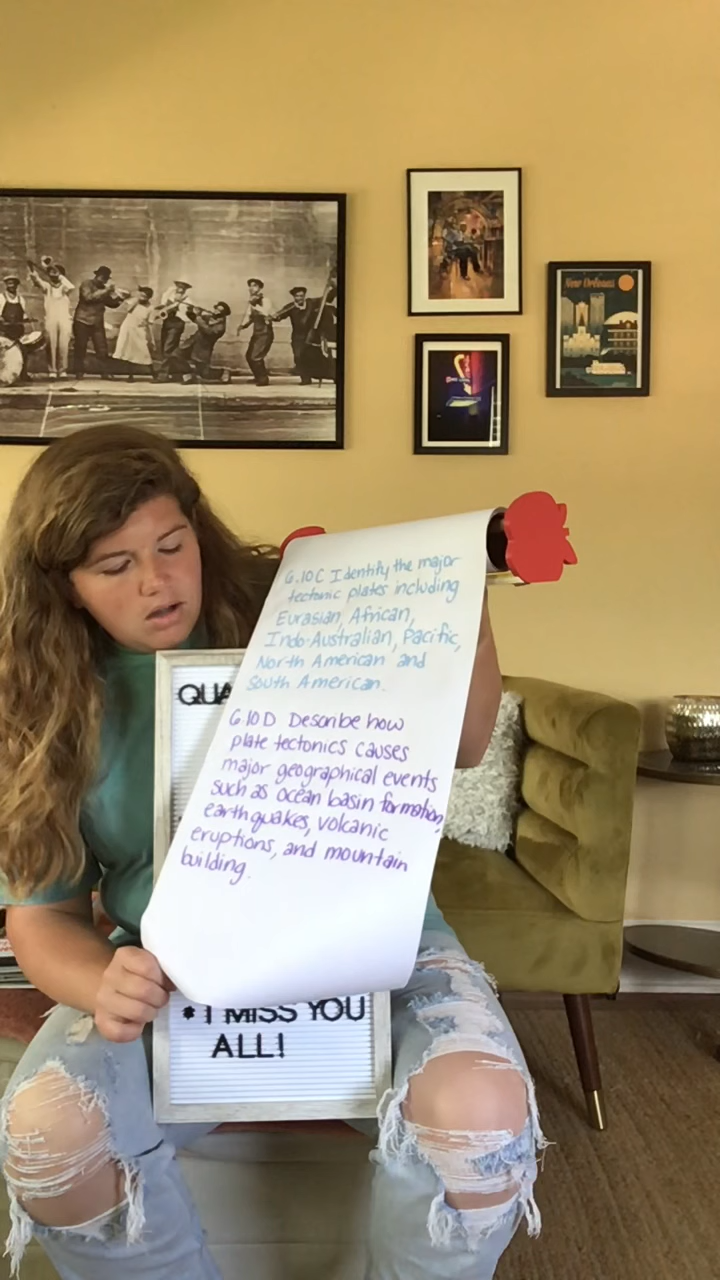 New Orleans
6.10C Identify the major
tectonic plates including
Eurasian, African,
Indo-Australian, Pacific,
North American and
South American.
6.10D Describe how
plate tectonics causes
major geographical events
such as ocean basin formation,
earthquakes, volcanic
eruptions, and mountain
building.
QUA
* I MISS YOU
ALL!